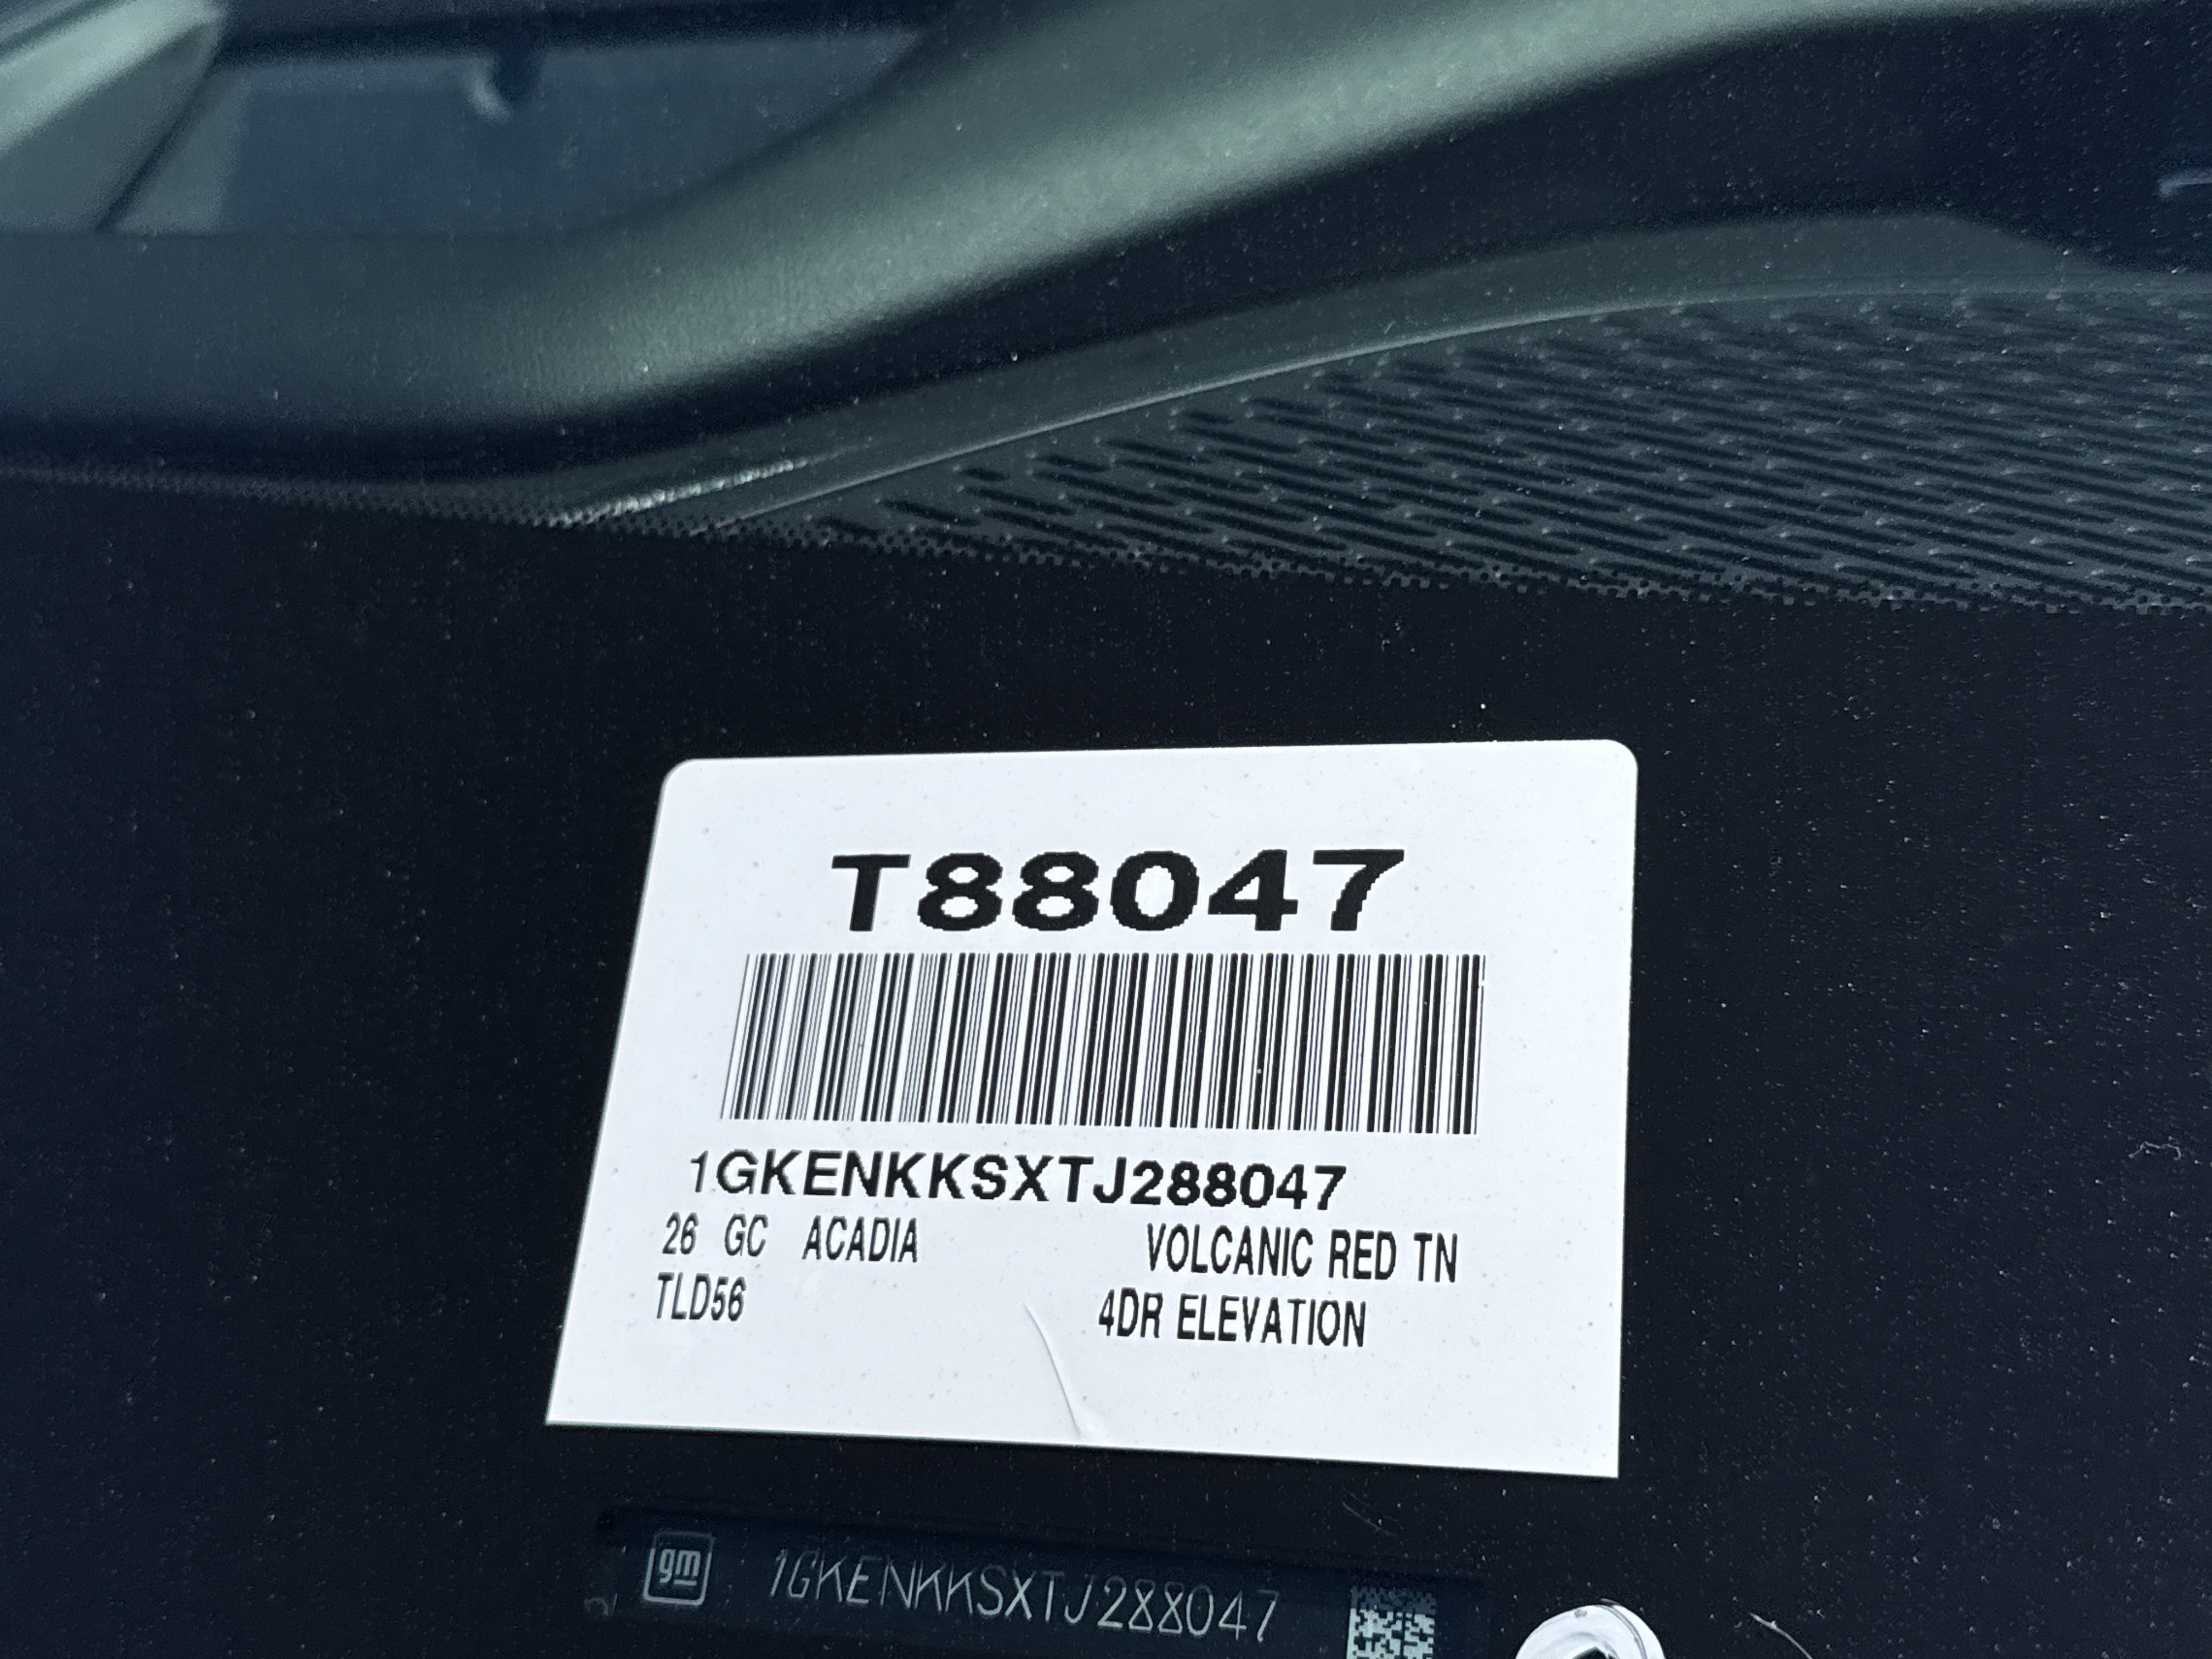 T88047
1GKENKKSXTJ288047
26 GC ACADIA VOLCANIC RED TN
TLD56 4DR ELEVATION
gm 1GKENKKSXTJ288047